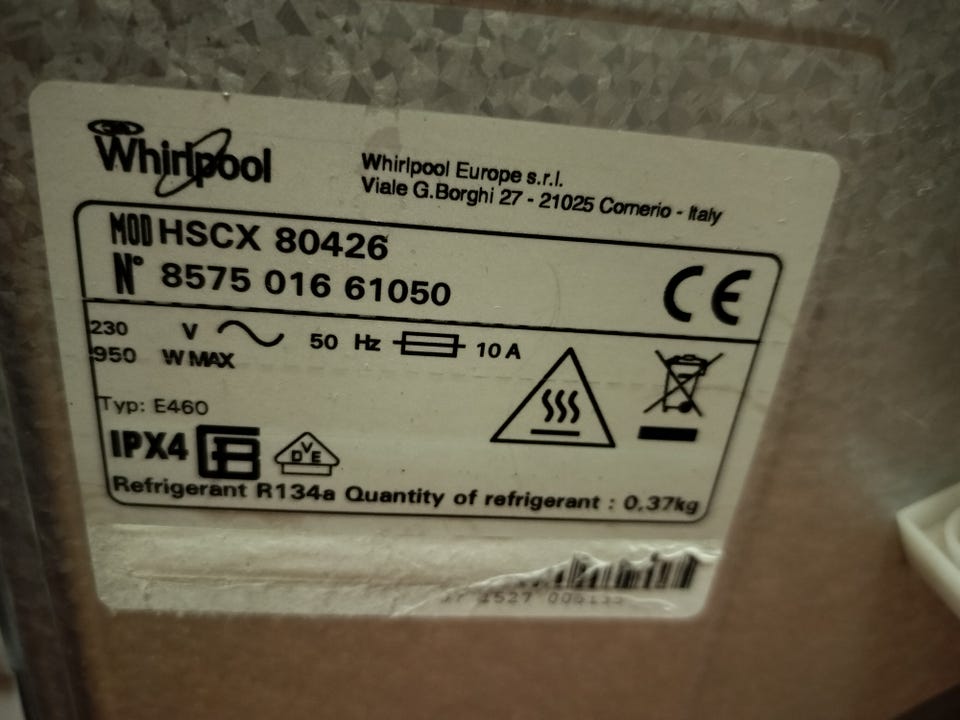 Whirlpool
Whirlpool Europe s.r.l.
Viale G.Borghi 27 - 21025 Comerio - Italy
MOD HSCX 80426
N° 8575 016 61050
CE
230 V 50 Hz 10 A
950 W MAX
Typ: E460
IPX4
DVE
Refrigerant R134a Quantity of refrigerant : 0.37kg